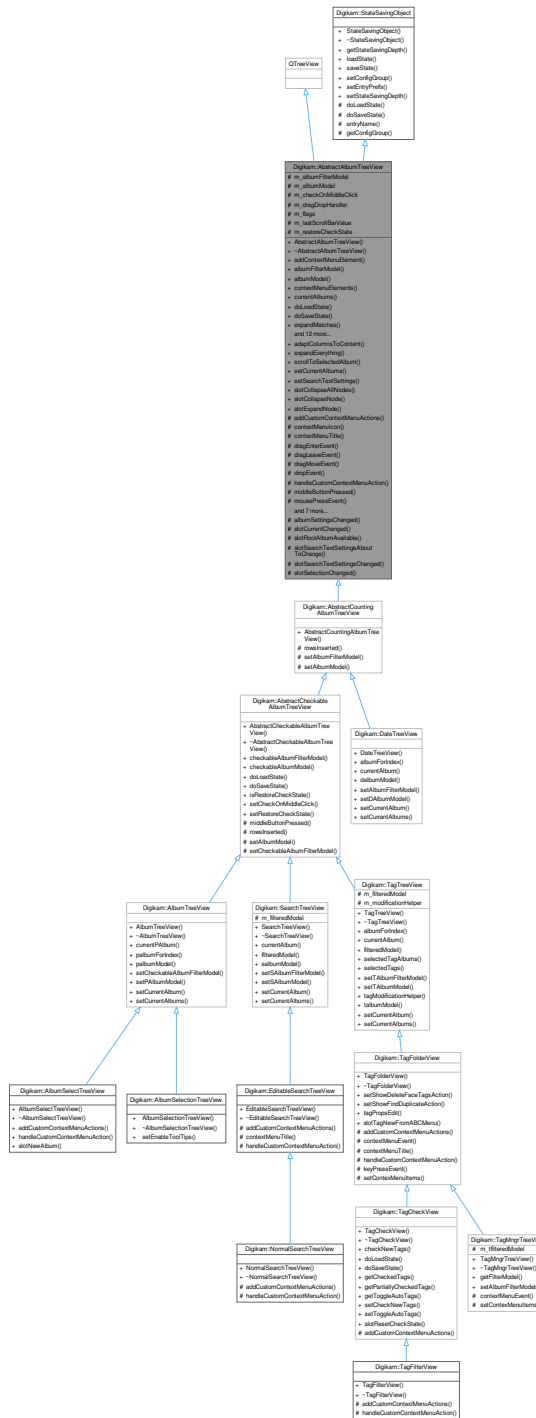 Digikam::StateSavingObject
+ StateSavingObject()
+ ~StateSavingObject()
+ getStateSavingDepth()
+ loadState()
+ saveState()
+ setConfigGroup()
+ setEntryPrefix()
+ setStateSavingDepth()
# doLoadState()
# doSaveState()
# entryName()
# getConfigGroup()
QTreeView
Digikam::AbstractAlbumTreeView
# m_albumFilterModel
# m_albumModel
# m_checkOnMiddleClick
# m_dragDropHandler
# m_flags
# m_lastScrollBarValue
# m_restoreCheckState
+ AbstractAlbumTreeView()
+ ~AbstractAlbumTreeView()
+ addContextMenuElement()
+ albumFilterModel()
+ albumModel()
+ contextMenuElements()
+ currentAlbums()
+ doLoadState()
+ doSaveState()
+ expandMatches()
and 12 more...
+ adaptColumnsToContent()
+ expandEverything()
+ scrollToSelectedAlbum()
+ setCurrentAlbums()
+ setSearchTextSettings()
+ slotCollapseAllNodes()
+ slotCollapseNode()
+ slotExpandNode()
# addCustomContextMenuActions()
# contextMenuIcon()
# contextMenuTitle()
# dragEnterEvent()
# dragLeaveEvent()
# dragMoveEvent()
# dropEvent()
# handleCustomContextMenuAction()
# middleButtonPressed()
# mousePressEvent()
and 7 more...
# albumSettingsChanged()
# slotCurrentChanged()
# slotRootAlbumAvailable()
# slotSearchTextSettingsAbout
ToChange()
# slotSearchTextSettingsChanged()
# slotSelectionChanged()
Digikam::AbstractCounting
AlbumTreeView
+ AbstractCountingAlbumTree
View()
# rowsInserted()
# setAlbumFilterModel()
# setAlbumModel()
Digikam::AbstractCheckable
AlbumTreeView
+ AbstractCheckableAlbumTree
View()
+ ~AbstractCheckableAlbumTree
View()
+ checkableAlbumFilterModel()
+ checkableAlbumModel()
+ doLoadState()
+ doSaveState()
+ isRestoreCheckState()
+ setCheckOnMiddleClick()
+ setRestoreCheckState()
# middleButtonPressed()
# rowsInserted()
# setAlbumModel()
# setCheckableAlbumFilterModel()
Digikam::DateTreeView
+ DateTreeView()
+ albumForIndex()
+ currentAlbum()
+ dalbumModel()
+ setAlbumFilterModel()
+ setDAlbumModel()
+ setCurrentAlbum()
+ setCurrentAlbums()
Digikam::AlbumTreeView
+ AlbumTreeView()
+ ~AlbumTreeView()
+ currentPAlbum()
+ palbumForIndex()
+ palbumModel()
+ setCheckableAlbumFilterModel()
+ setPAlbumModel()
+ setCurrentAlbum()
+ setCurrentAlbums()
Digikam::SearchTreeView
# m_filteredModel
+ SearchTreeView()
+ ~SearchTreeView()
+ currentAlbum()
+ filteredModel()
+ salbumModel()
+ setSAlbumFilterModel()
+ setSAlbumModel()
+ setCurrentAlbum()
+ setCurrentAlbums()
Digikam::TagTreeView
# m_filteredModel
# m_modificationHelper
+ TagTreeView()
+ ~TagTreeView()
+ albumForIndex()
+ currentAlbum()
+ filteredModel()
+ selectedTagAlbums()
+ selectedTags()
+ setTAlbumFilterModel()
+ setTAlbumModel()
+ tagModificationHelper()
+ talbumModel()
+ setCurrentAlbum()
+ setCurrentAlbums()
Digikam::AlbumSelectTreeView
+ AlbumSelectTreeView()
+ ~AlbumSelectTreeView()
+ addCustomContextMenuActions()
+ handleCustomContextMenuAction()
+ slotNewAlbum()
Digikam::AlbumSelectionTreeView
+ AlbumSelectionTreeView()
+ ~AlbumSelectionTreeView()
+ setEnableToolTips()
Digikam::EditableSearchTreeView
+ EditableSearchTreeView()
+ ~EditableSearchTreeView()
# addCustomContextMenuActions()
# contextMenuTitle()
# handleCustomContextMenuAction()
Digikam::TagFolderView
+ TagFolderView()
+ ~TagFolderView()
+ setShowDeleteFaceTagsAction()
+ setShowFindDuplicateAction()
+ tagPropsEdit()
+ slotTagNewFromABCMenu()
# addCustomContextMenuActions()
# contextMenuEvent()
# contextMenuTitle()
# handleCustomContextMenuAction()
# keyPressEvent()
# setContexMenuItems()
Digikam::NormalSearchTreeView
+ NormalSearchTreeView()
+ ~NormalSearchTreeView()
# addCustomContextMenuActions()
# handleCustomContextMenuAction()
Digikam::TagCheckView
+ TagCheckView()
+ ~TagCheckView()
+ checkNewTags()
+ doLoadState()
+ doSaveState()
+ getCheckedTags()
+ getPartiallyCheckedTags()
+ getToggleAutoTags()
+ setCheckNewTags()
+ setToggleAutoTags()
+ slotResetCheckState()
# addCustomContextMenuActions()
Digikam::TagMngrTreeView
# m_tfilteredModel
+ TagMngrTreeView()
+ ~TagMngrTreeView()
+ getFilterModel()
+ setAlbumFilterModel()
# contextMenuEvent()
# setContexMenuItems()
Digikam::TagFilterView
+ TagFilterView()
+ ~TagFilterView()
# addCustomContextMenuActions()
# handleCustomContextMenuAction()